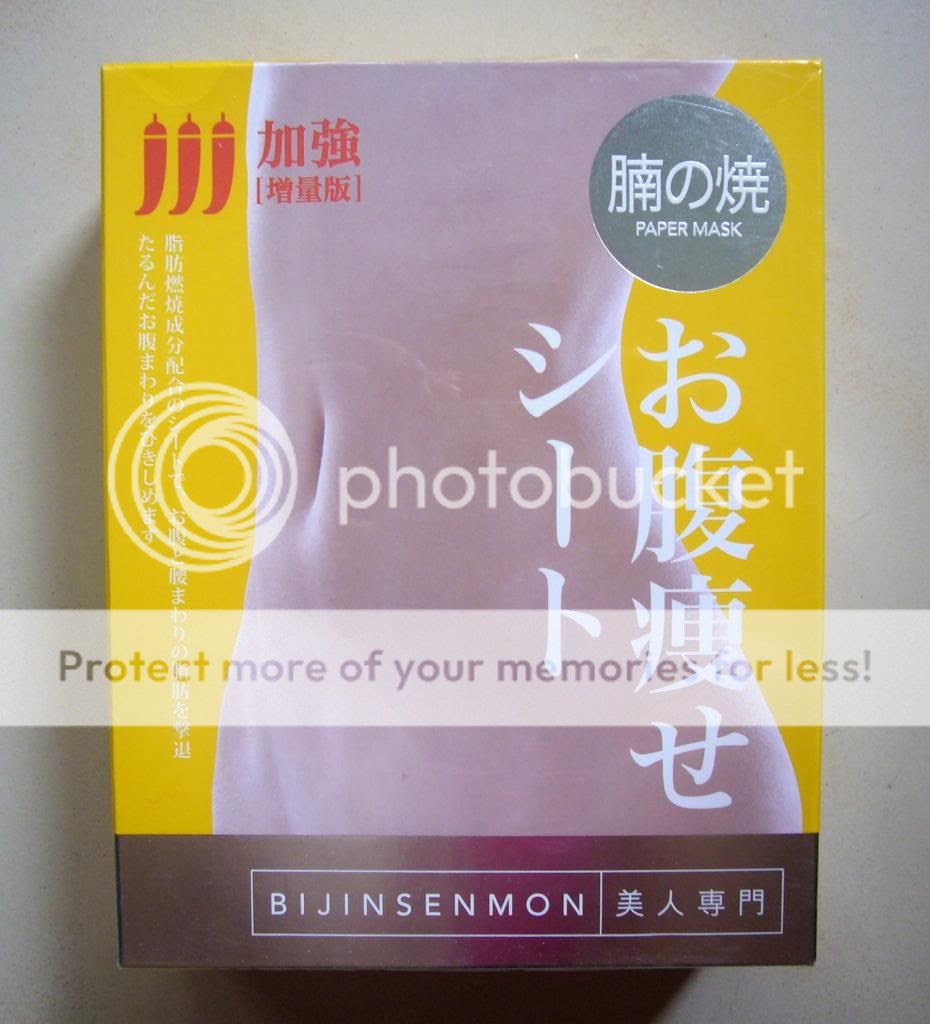 加強
[増量版]
腩の焼
PAPER MASK
お腹痩せ
シート
脂肪燃焼成分配合のシートで、お腹と腰まわりの脂肪を撃退
たるんだお腹まわりをひきしめます
photobucket
Protect more of your memories for less!
BIJINSENMON 美人専門